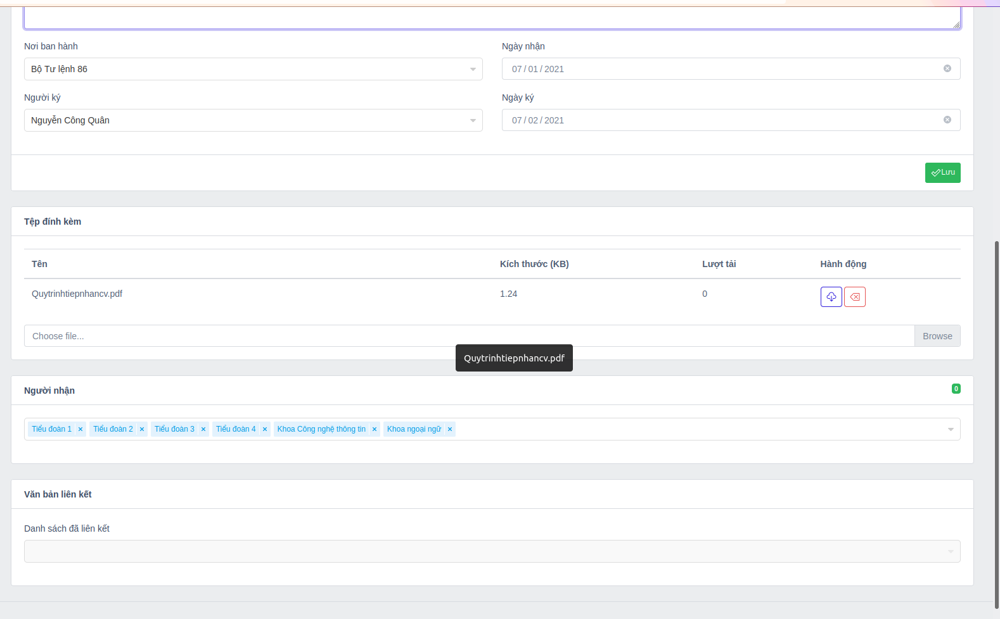 Nơi ban hành
Ngày nhận
Bộ Tư lệnh 86
07 / 01 / 2021
Người ký
Ngày ký
Nguyễn Công Quân
07 / 02 / 2021
Lưu
Tệp đính kèm
Tên Kích thước (KB) Lượt tải Hành động
Quytrinhtiepnhancv.pdf 1.24 0
Choose file... Browse
Quytrinhtiepnhancv.pdf
Người nhận 0
Tiểu đoàn 1 × Tiểu đoàn 2 × Tiểu đoàn 3 × Tiểu đoàn 4 × Khoa Công nghệ thông tin × Khoa ngoại ngữ ×
Văn bản liên kết
Danh sách đã liên kết